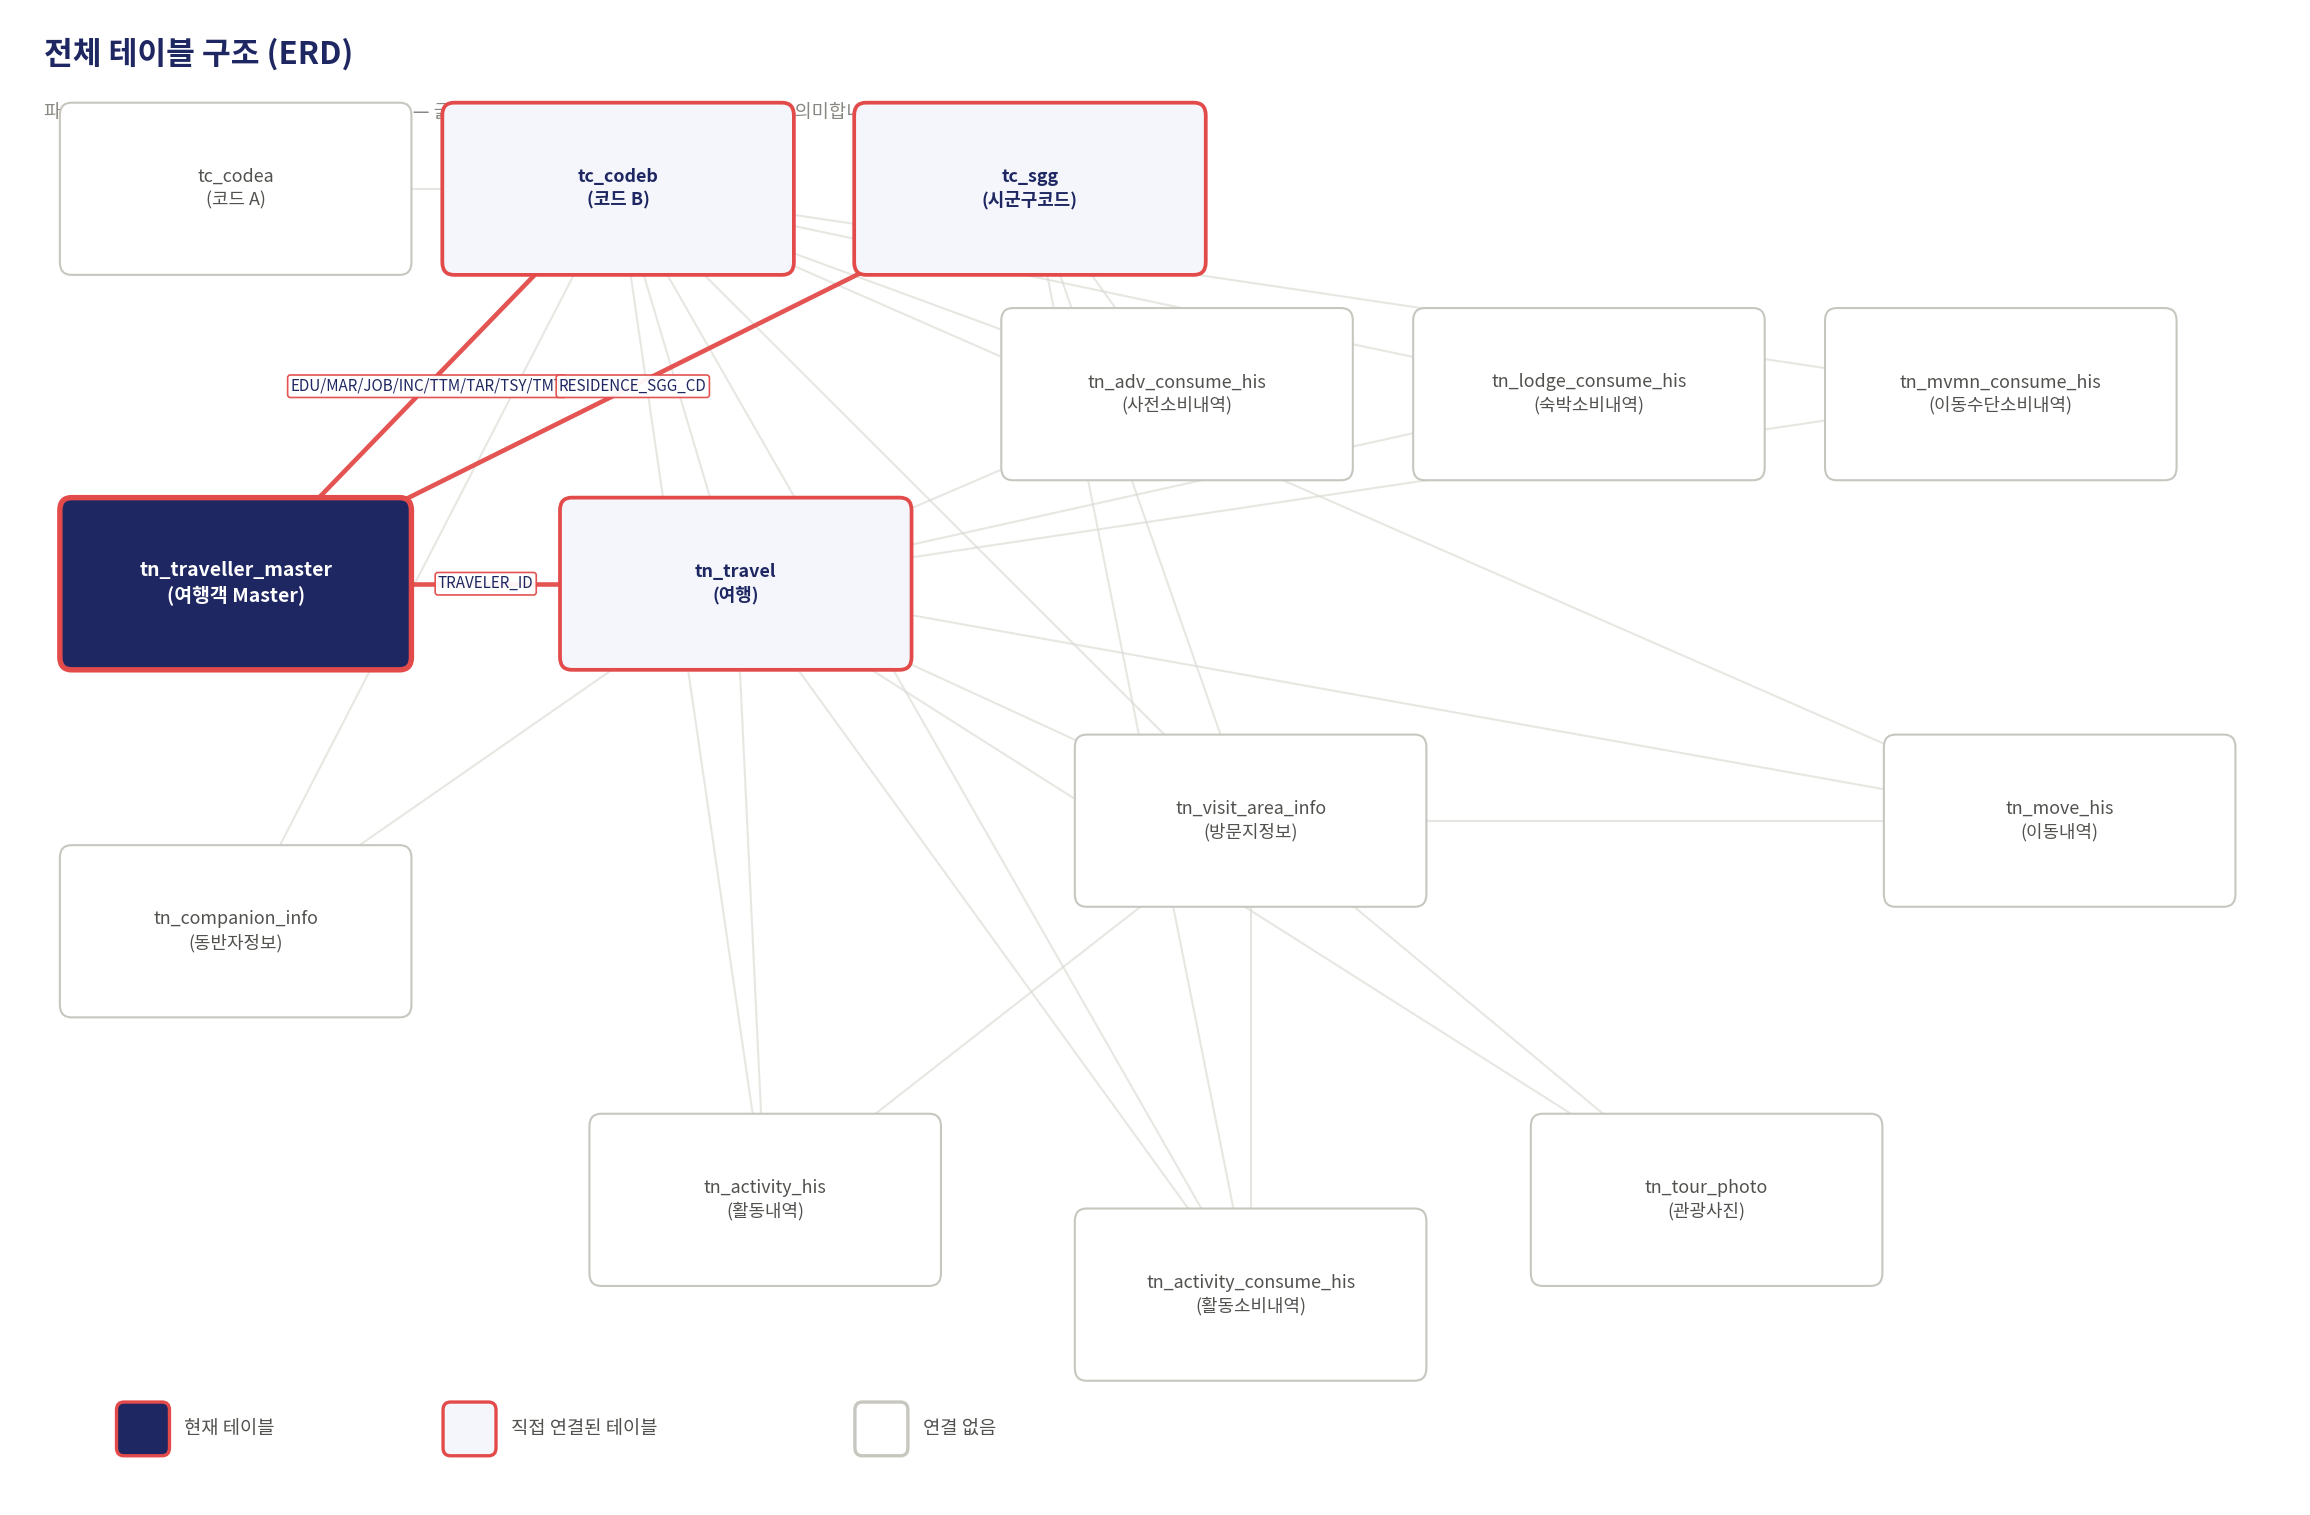 전체 테이블 구조 (ERD)
파
—
의미합니
tc_codea
(코드 A)
tc_codeb
(코드 B)
tc_sgg
(시군구코드)
tn_adv_consume_his
(사전소비내역)
tn_lodge_consume_his
(숙박소비내역)
tn_mvmn_consume_his
(이동수단소비내역)
EDU/MAR/JOB/INC/TTM/TAR/TSY/TM
RESIDENCE_SGG_CD
tn_traveller_master
(여행객 Master)
TRAVELER_ID
tn_travel
(여행)
tn_visit_area_info
(방문지정보)
tn_move_his
(이동내역)
tn_companion_info
(동반자정보)
tn_activity_his
(활동내역)
tn_tour_photo
(관광사진)
tn_activity_consume_his
(활동소비내역)
현재 테이블
직접 연결된 테이블
연결 없음